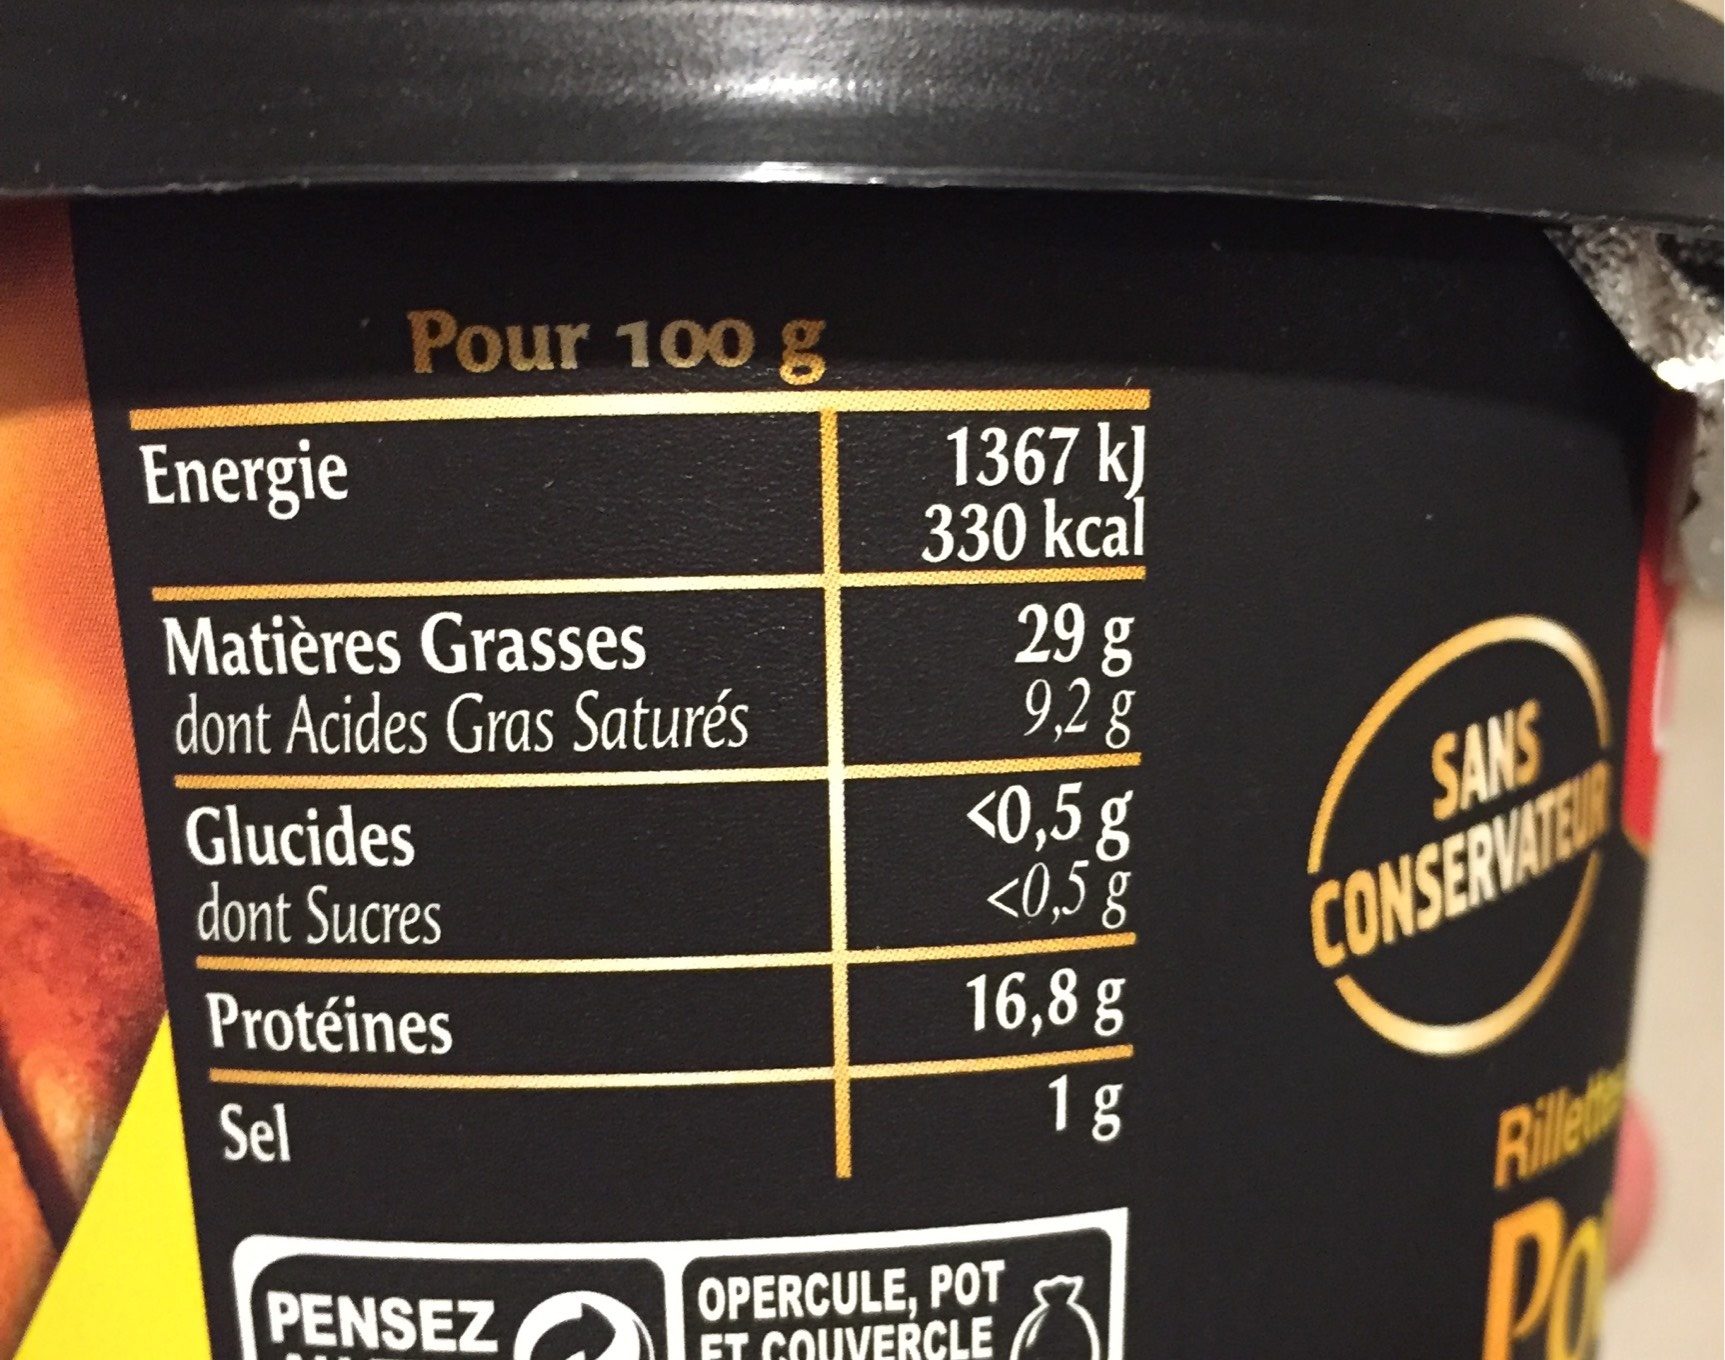 Pour 100 g
Energie 1367 kJ
330 kcal
Matières Grasses 29 g
dont Acides Gras Saturés 9,2 g
Glucides <0,5 g
dont Sucres <0,5 g
Protéines 16,8 g
Sel 1 g
SANS
CONSERVATEUR
PENSEZ
OPERCULE, POT
ET COUVERCLE